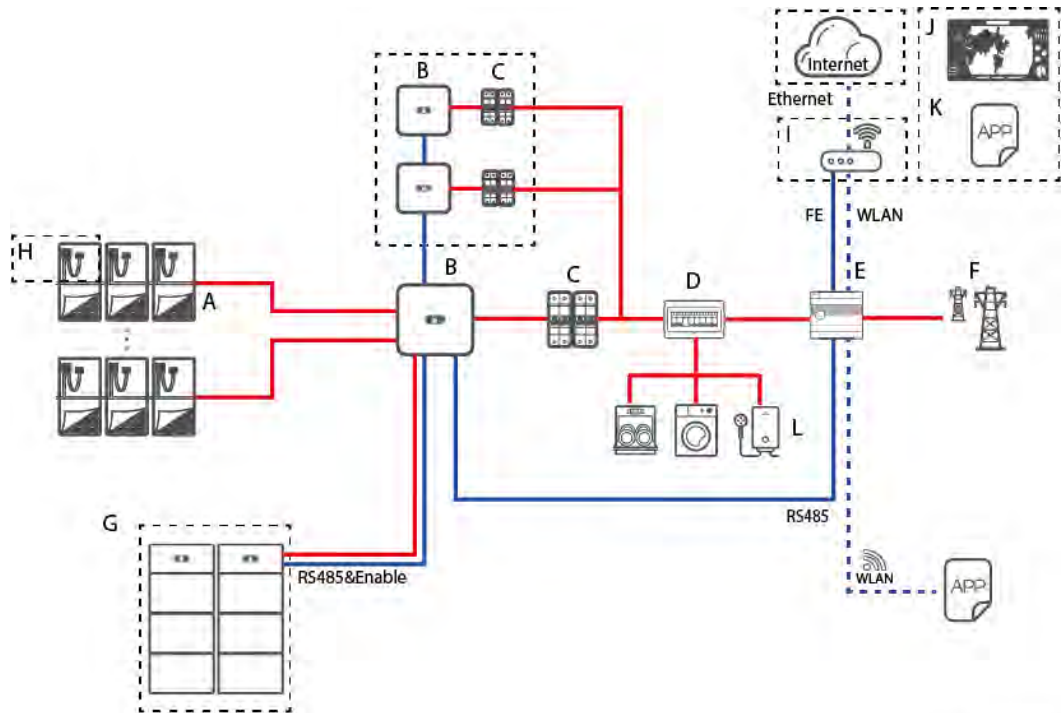 J
B
C
Internet
Ethernet
K
I
APP
FE
WLAN
H
B
E
F
A
C
D
L
RS485
G
RS485&Enable
WLAN
APP